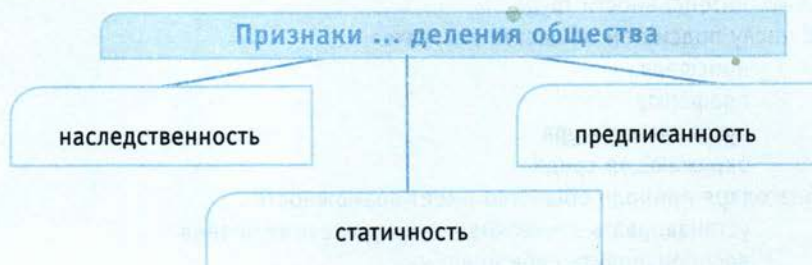 Признаки ... деления общества
наследственность
предписанность
статичность